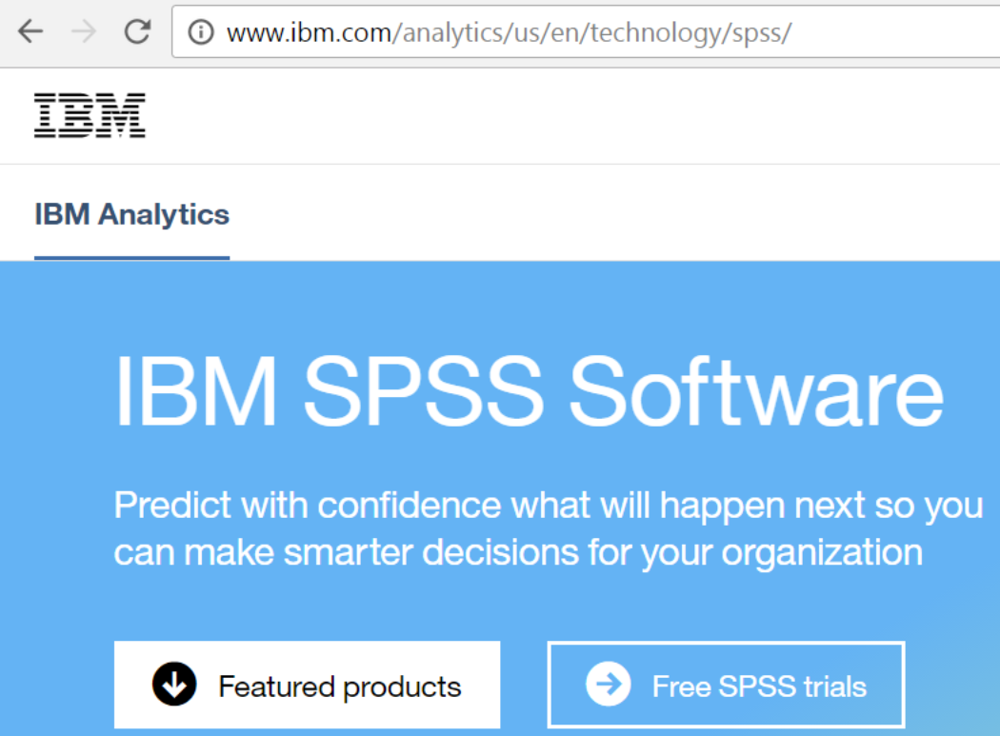 www.ibm.com/analytics/us/en/technology/spss/
IBM
IBM Analytics
IBM SPSS Software
Predict with confidence what will happen next so you
can make smarter decisions for your organization
Featured products
Free SPSS trials